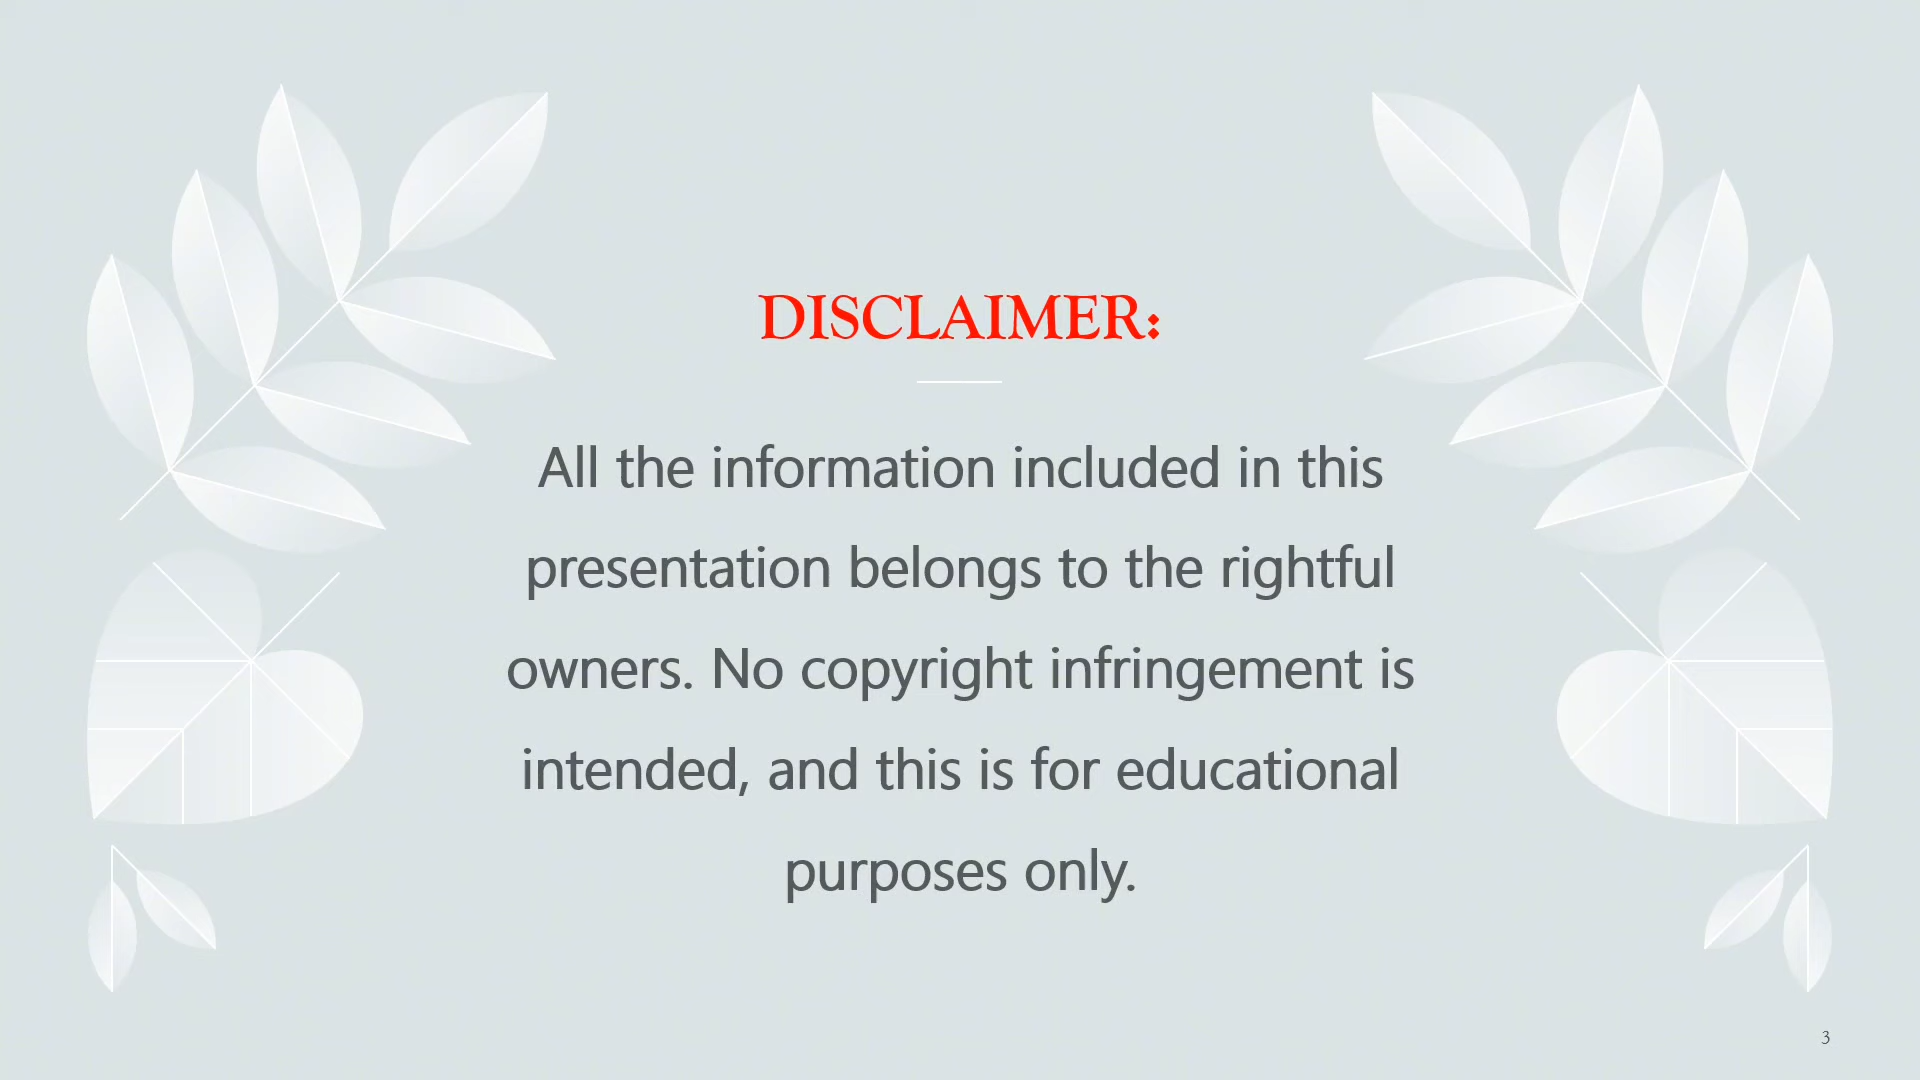 DISCLAIMER:
All the information included in this
presentation belongs to the rightful
owners. No copyright infringement is
intended, and this is for educational
purposes only.
3